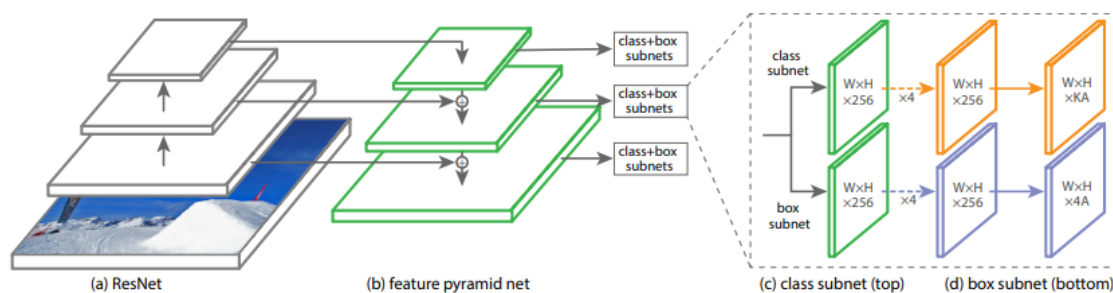 class+box
subnets
class+box
subnets
class+box
subnets
class
subnet
W×H
×256
×4
W×H
×256
W×H
×KA
W×H
×256
×4
W×H
×256
W×H
×4A
box
subnet
(a) ResNet
(b) feature pyramid net
(c) class subnet (top)
(d) box subnet (bottom)